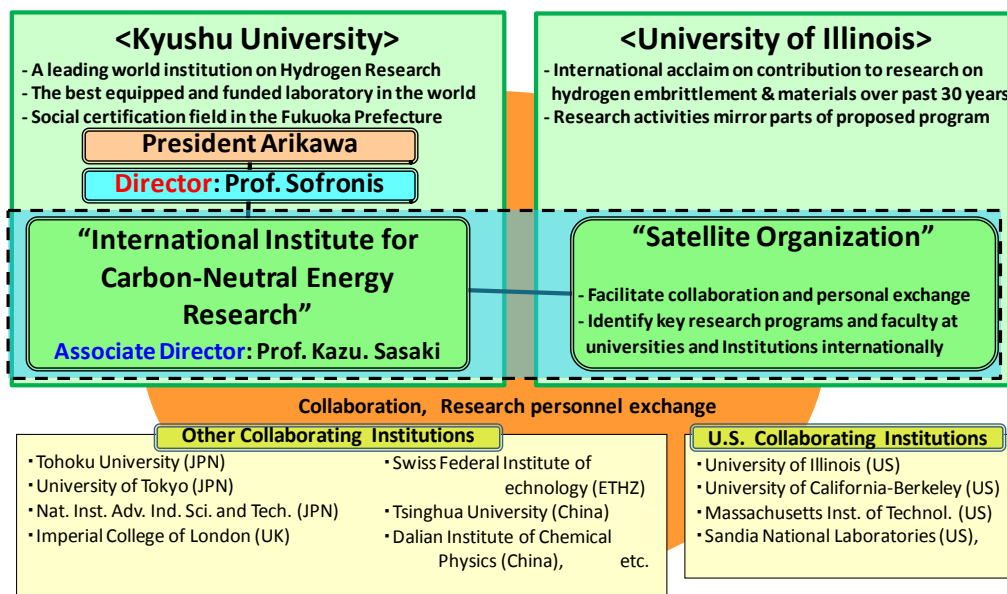 <Kyushu University>
- A leading world institution on Hydrogen Research
- The best equipped and funded laboratory in the world
- Social certification field in the Fukuoka Prefecture
President Arikawa
Director: Prof. Sofronis
“International Institute for
Carbon-Neutral Energy
Research”
Associate Director: Prof. Kazu. Sasaki
<University of Illinois>
- International acclaim on contribution to research on
hydrogen embrittlement & materials over past 30 years
- Research activities mirror parts of proposed program
“Satellite Organization”
- Facilitate collaboration and personal exchange
- Identify key research programs and faculty at
universities and Institutions internationally
Collaboration, Research personnel exchange
Other Collaborating Institutions
・Tohoku University (JPN)
・University of Tokyo (JPN)
・Nat. Inst. Adv. Ind. Sci. and Tech. (JPN)
・Imperial College of London (UK)
・Swiss Federal Institute of
echnology (ETHZ)
・Tsinghua University (China)
・Dalian Institute of Chemical
Physics (China), etc.
U.S. Collaborating Institutions
・University of Illinois (US)
・University of California-Berkeley (US)
・Massachusetts Inst. of Technol. (US)
・Sandia National Laboratories (US),